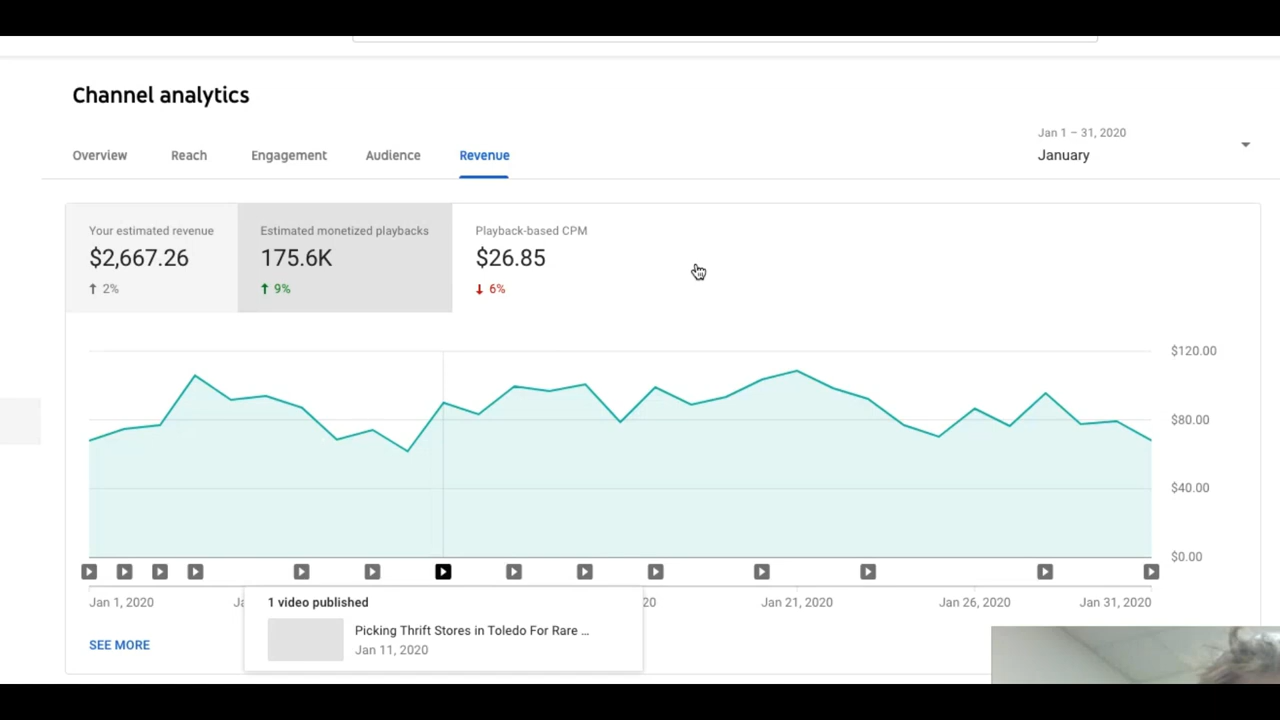 Channel analytics
Jan 1 – 31, 2020
January
Overview Reach Engagement Audience Revenue
Your estimated revenue Estimated monetized playbacks Playback-based CPM
$2,667.26 175.6K $26.85
2% 9% 6%
$120.00
$80.00
$40.00
$0.00
Jan 1, 2020 Ja 20 Jan 21, 2020 Jan 26, 2020 Jan 31, 2020
1 video published
Picking Thrift Stores in Toledo For Rare ...
Jan 11, 2020
SEE MORE